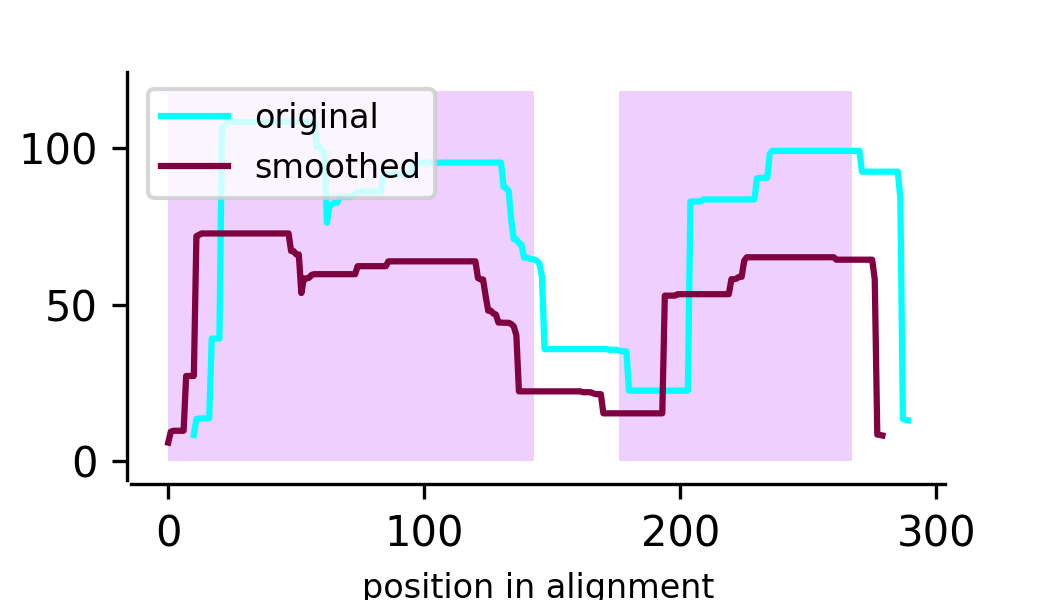 original
smoothed
100
50
0
0 100 200 300
position in alignment